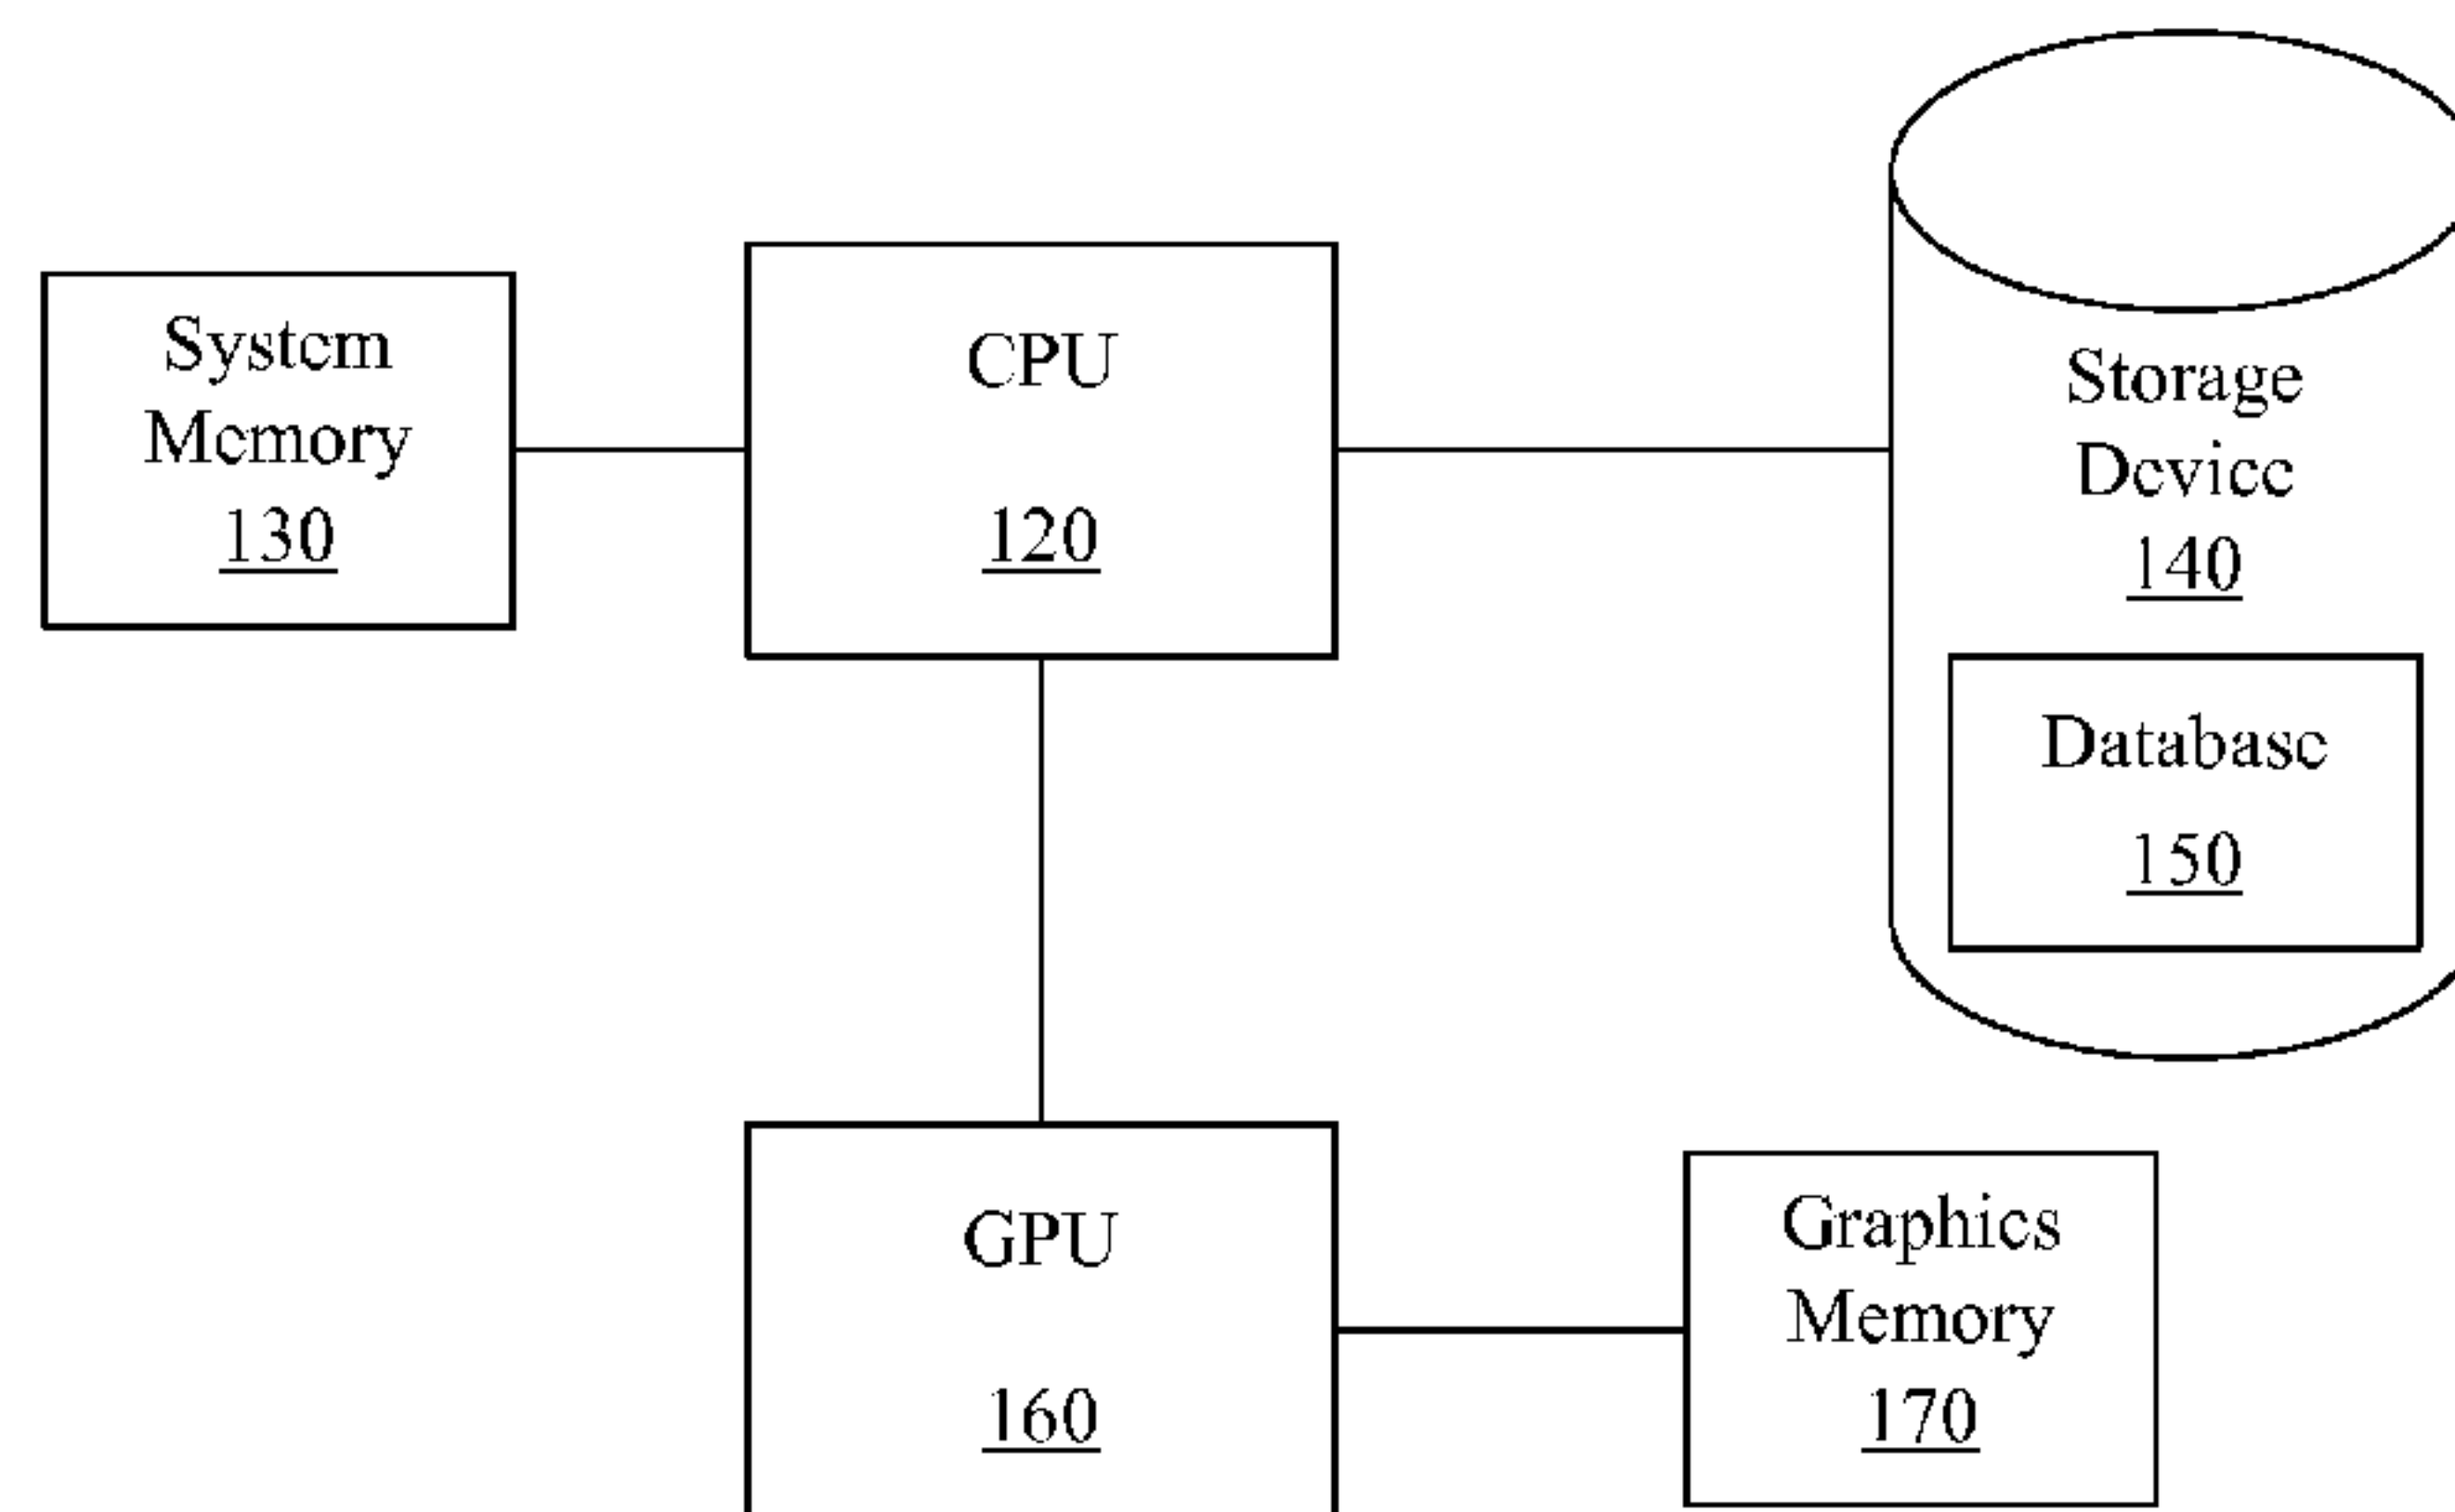 System
Memory
130
CPU
120
Storage
Device
140
Database
150
GPU
160
Graphics
Memory
170